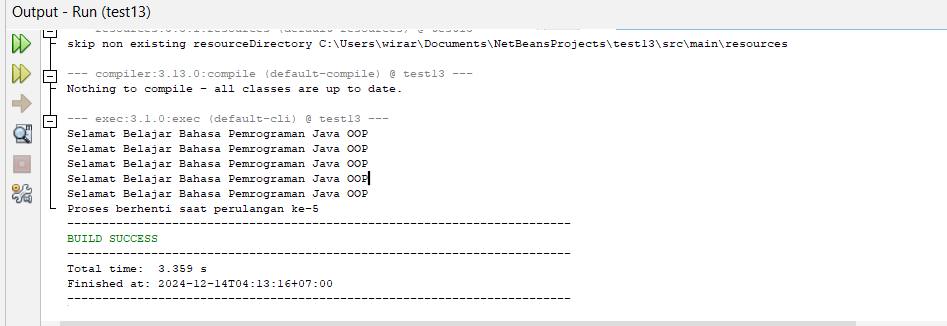 Output - Run (test13)
skip non existing resourceDirectory C:\Users\wirar\Documents\NetBeansProjects\test13\src\main\resources
--- compiler:3.13.0:compile (default-compile) @ test13 ---
Nothing to compile - all classes are up to date.
--- exec:3.1.0:exec (default-cli) @ test13 ---
Selamat Belajar Bahasa Pemrograman Java OOP
Selamat Belajar Bahasa Pemrograman Java OOP
Selamat Belajar Bahasa Pemrograman Java OOP
Selamat Belajar Bahasa Pemrograman Java OOP
Selamat Belajar Bahasa Pemrograman Java OOP
Proses berhenti saat perulangan ke-5
------------------------------------------------------------------------
BUILD SUCCESS
------------------------------------------------------------------------
Total time:  3.359 s
Finished at: 2024-12-14T04:13:16+07:00
------------------------------------------------------------------------